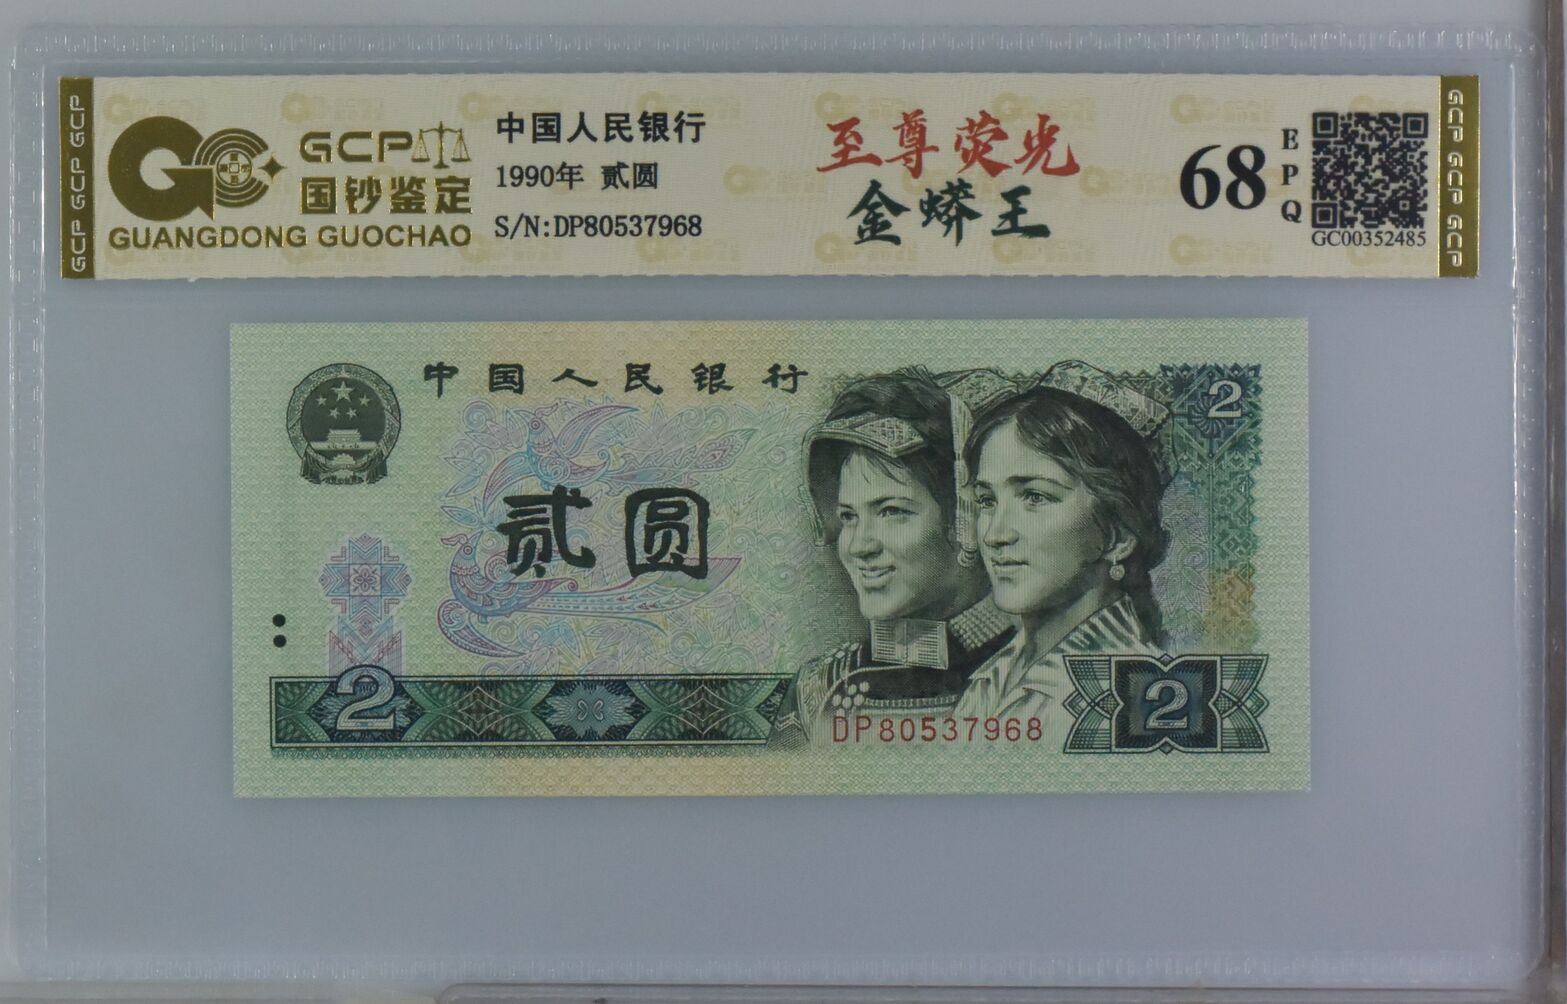 GCP GCP GCP
GCP
国钞鉴定
GUANGDONG GUOCHAO
中国人民银行
1990年 贰圆
S/N:DP80537968
至尊荧光
金蟒王
68
EPQ
GC00352485
GCP GCP GCP
中国人民银行
2
贰圆
2
2
DP80537968